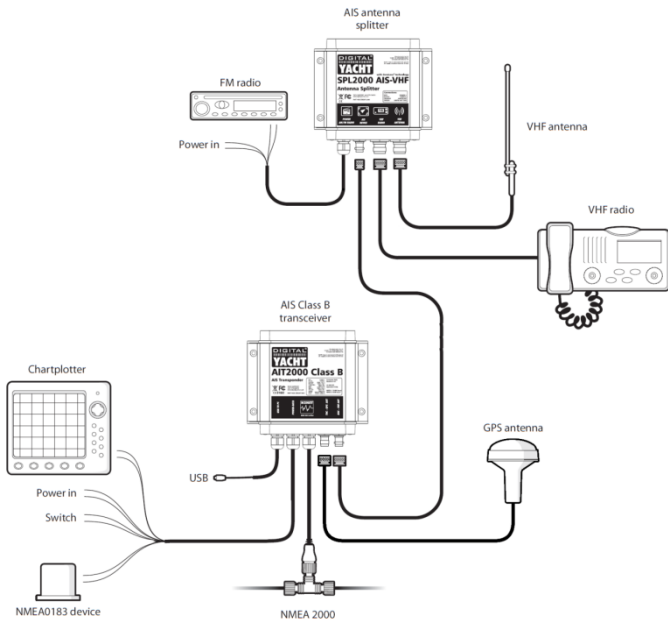 AIS antenna
splitter
DIGITAL
YACHT
SPL2000 AIS-VHF
Antenna Splitter
FM radio
Power in
VHF antenna
VHF radio
AIS Class B
transceiver
DIGITAL
YACHT
AIT2000 Class B
AIS Transponder
Chartplotter
GPS antenna
USB
Power in
Switch
NMEA0183 device
NMEA 2000